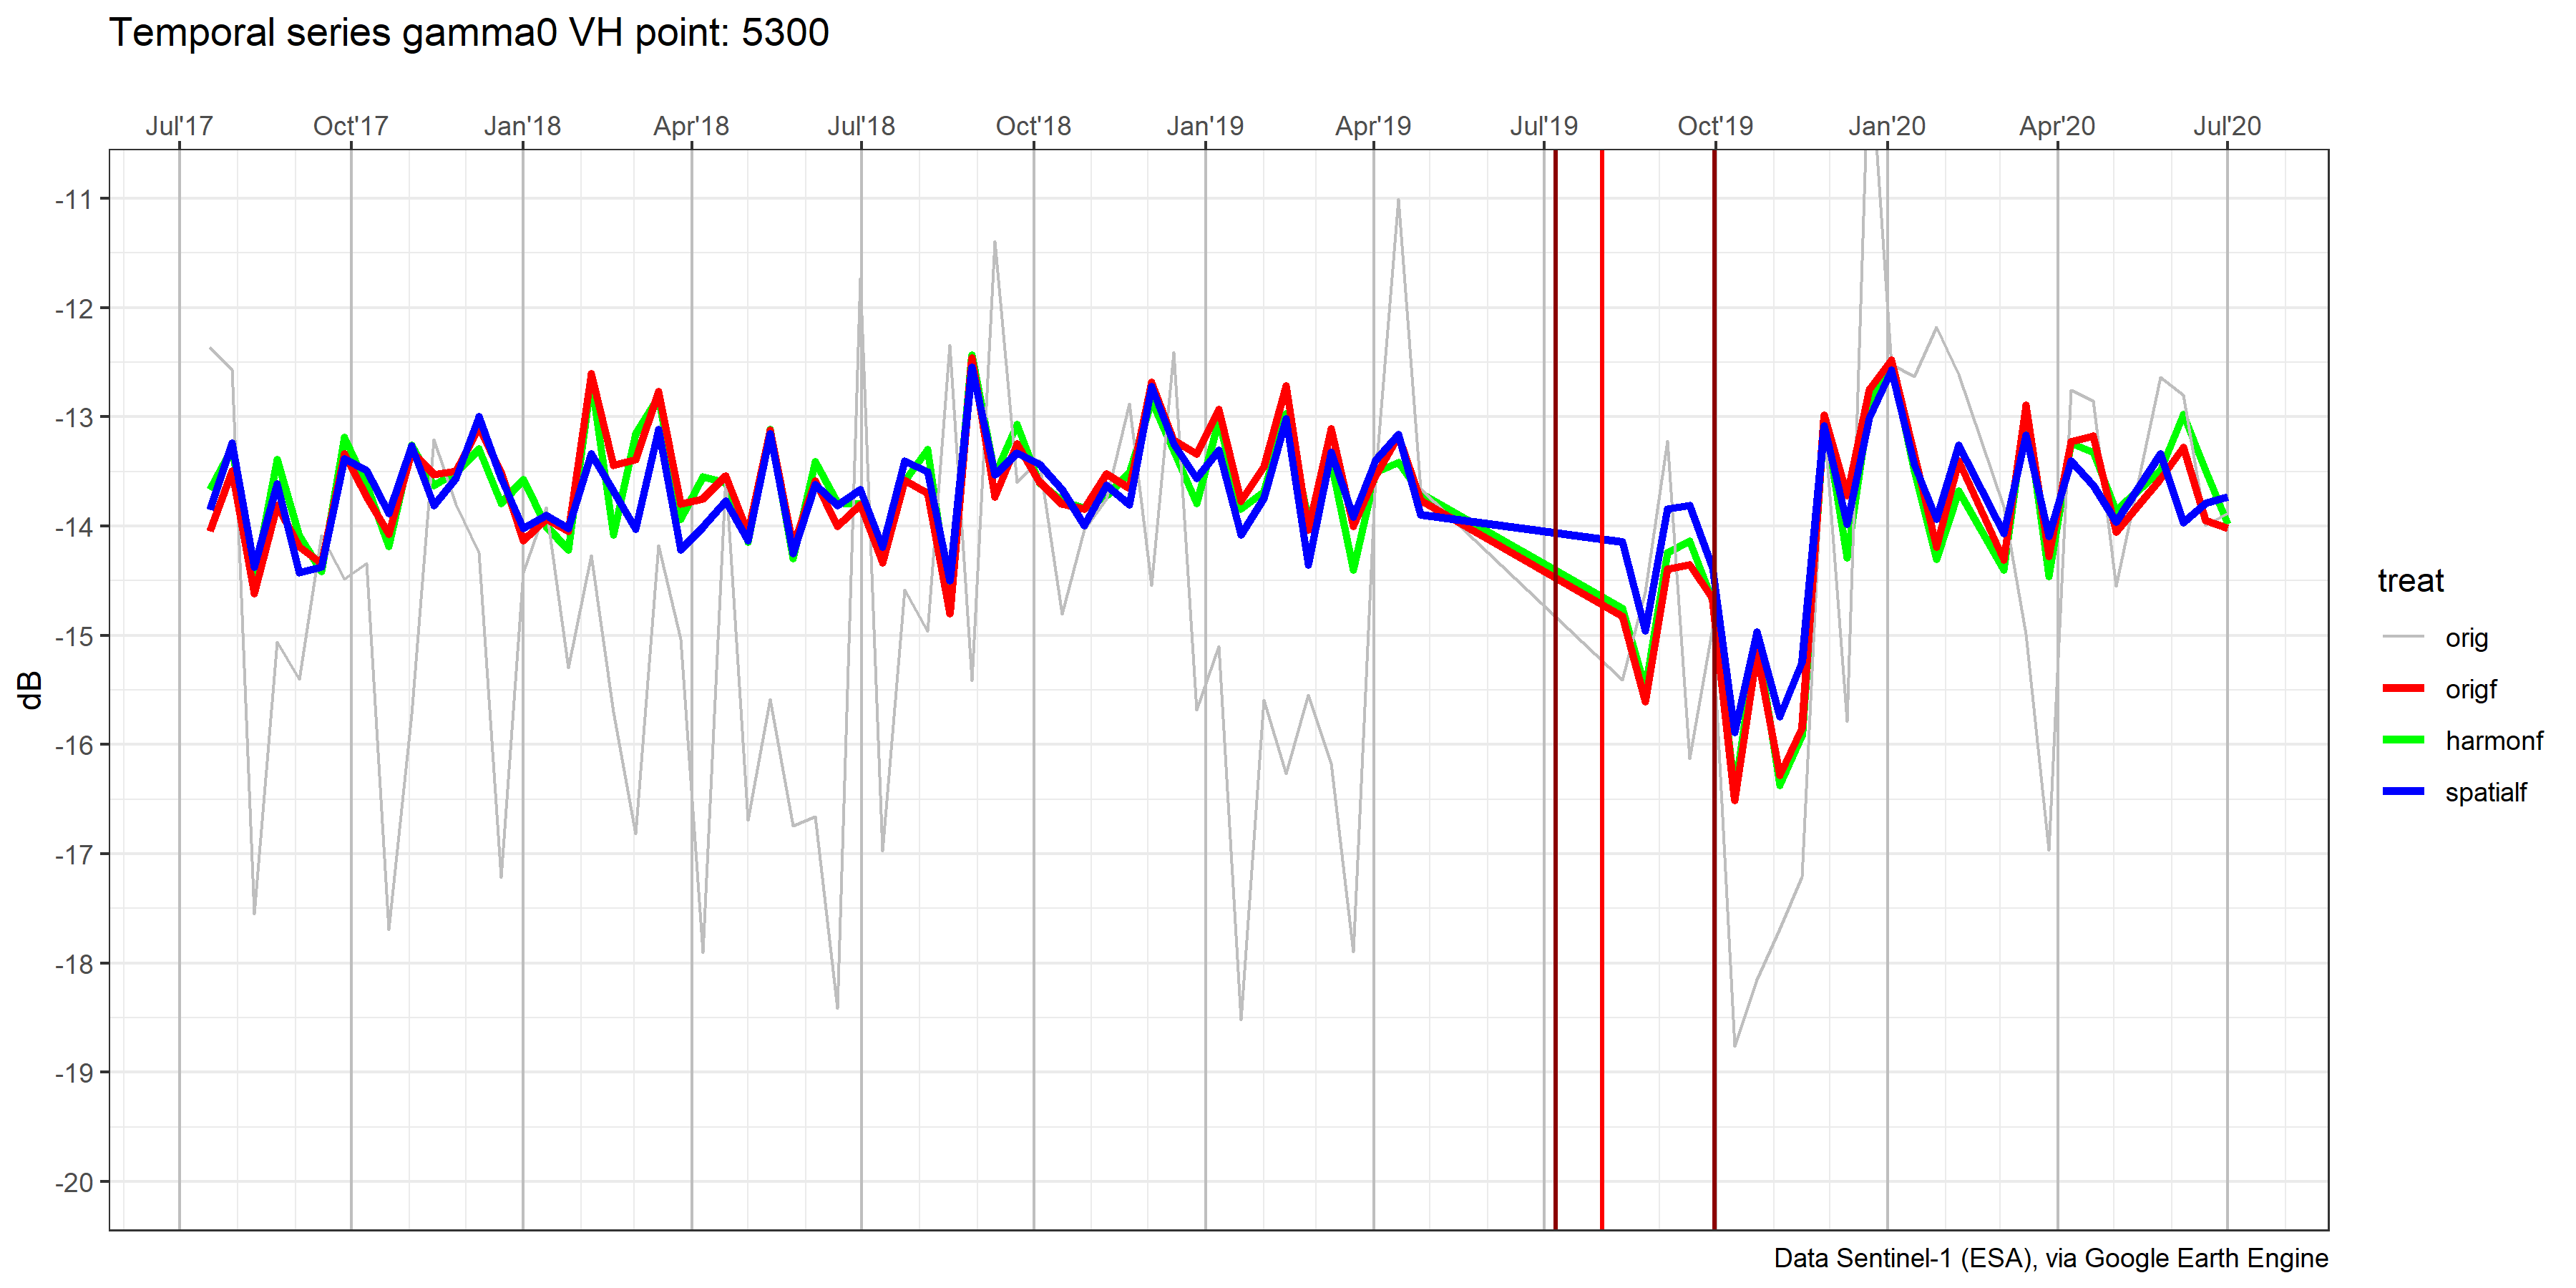 Temporal series gamma0 VH point: 5300
Jul'17 Oct'17 Jan'18 Apr'18 Jul'18 Oct'18 Jan'19 Apr'19 Jul'19 Oct'19 Jan'20 Apr'20 Jul'20
-11
-12
-13
-14
-15
-16
-17
-18
-19
-20
dB
treat
orig
origf
harmonf
spatialf
Data Sentinel-1 (ESA), via Google Earth Engine